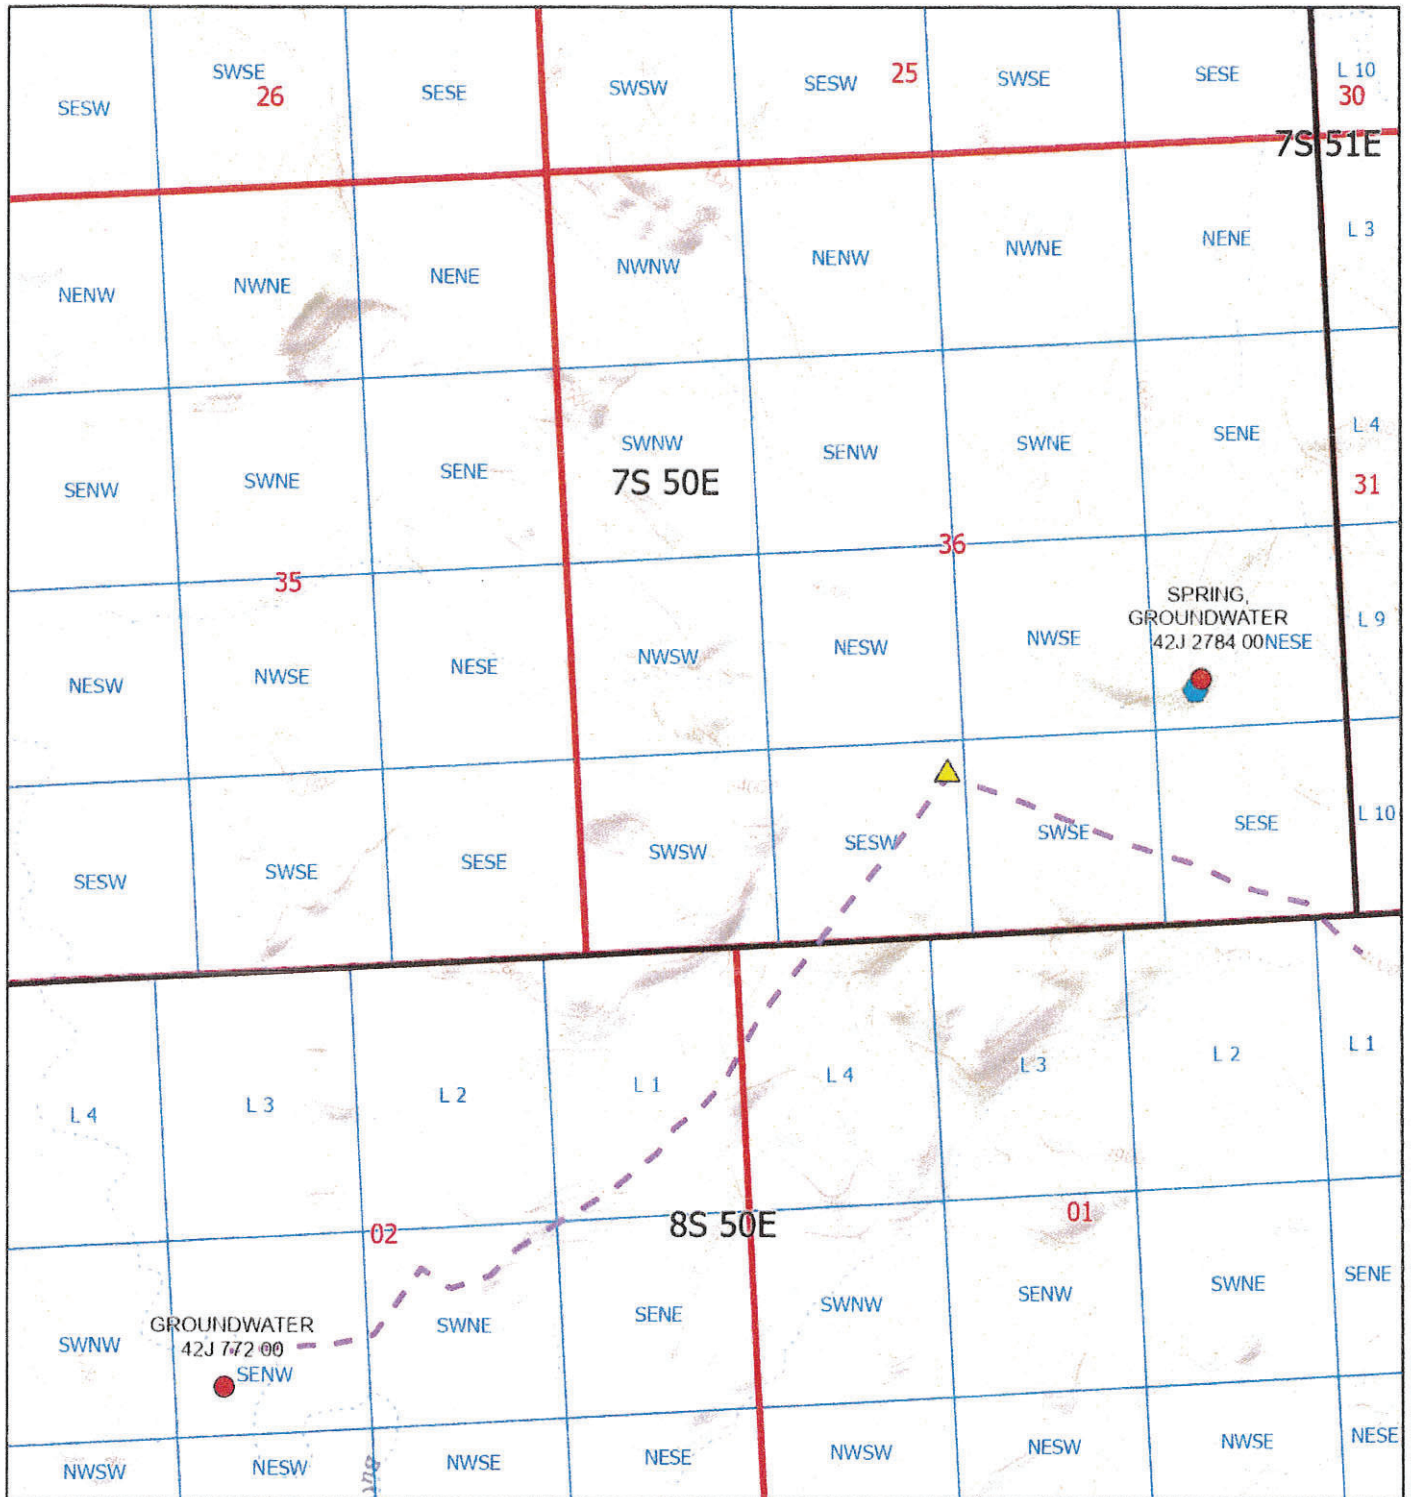 SESW
SWSE
26
SESE
SWSW
SESW
25
SWSE
SESE
L 10
30
7S 51E
NENW
NWNE
NENE
NWNW
NENW
NWNE
NENE
L 3
SENW
SWNE
SENE
SWNW
7S 50E
SENW
SWNE
SENE
L 4
31
35
36
SPRING,
GROUNDWATER
42J 2784 00
NESE
L 9
NESW
NWSE
NESE
NWSW
NESW
NWSE
SESW
SWSE
SESE
SWSW
SESW
SWSE
SESE
L 10
L 4
L 3
L 2
L 1
L 4
L 3
L 2
L 1
02
8S 50E
01
SWNW
GROUNDWATER
42J 772 00
SENW
SWNE
SENE
SWNW
SENW
SWNE
SENE
NWSW
NESW
NWSE
NESE
NWSW
NESW
NWSE
NESE